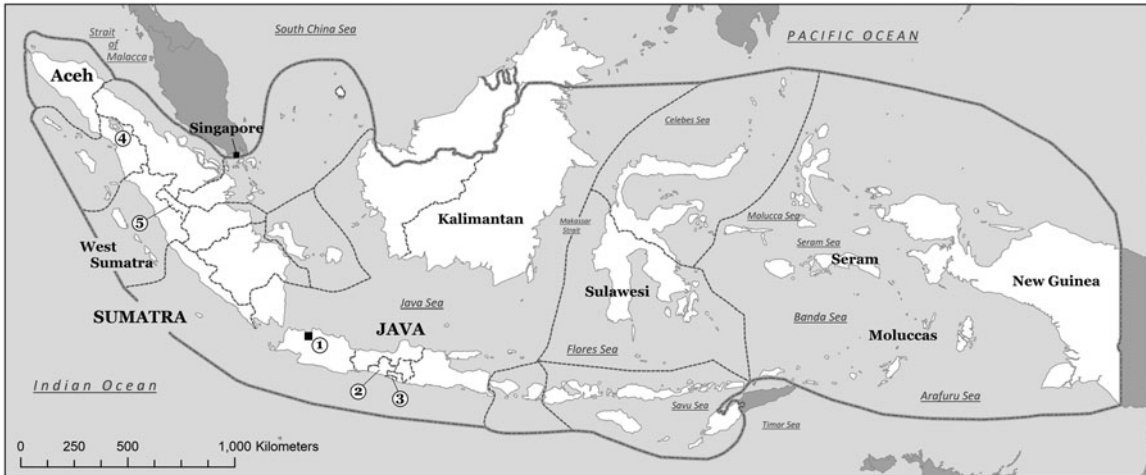 Strait
of
Malacca
South China Sea
PACIFIC OCEAN
Aceh
Singapore
Celebes Sea
4
Kalimantan
Makassar
Strait
Molucca Sea
5
Seram Sea
Seram
West
Sumatra
New Guinea
Sulawesi
Java Sea
SUMATRA
JAVA
Banda Sea
Moluccas
1
Flores Sea
Indian Ocean
2
3
Savu Sea
Arafuru Sea
Timor Sea
0 250 500 1,000 Kilometers